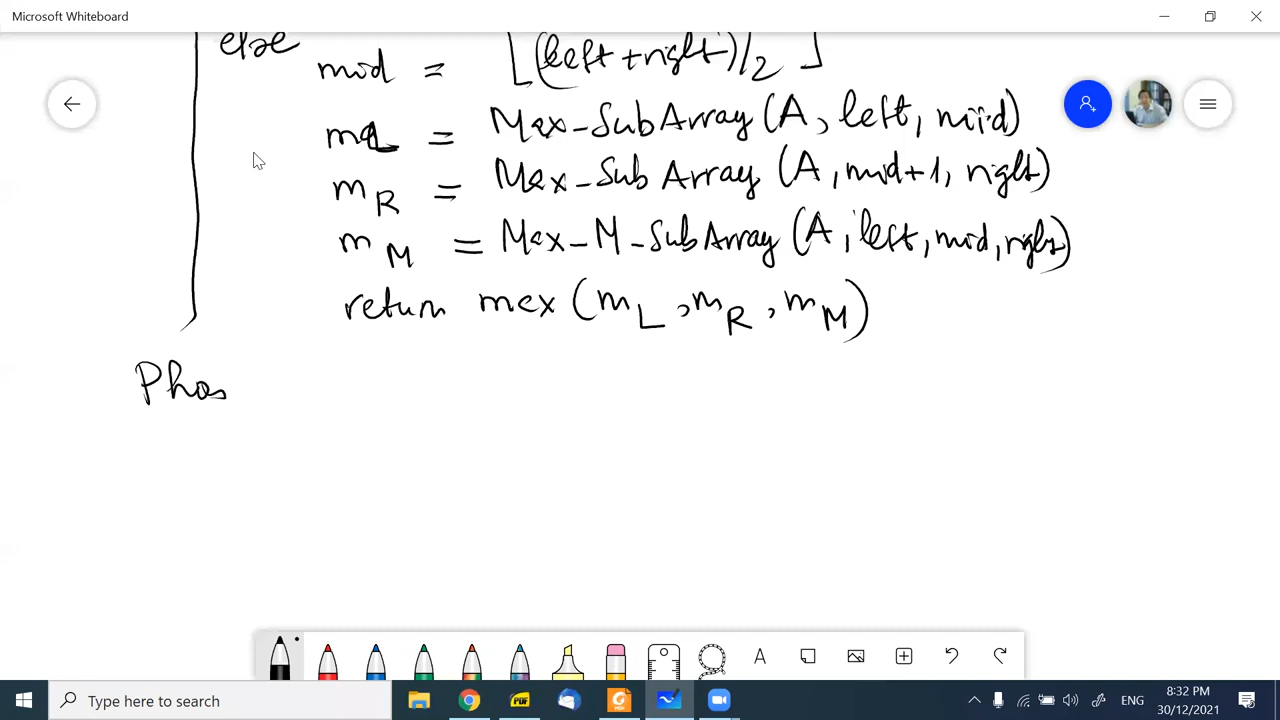 Microsoft Whiteboard
else mid = ⌊(left+right)/2⌋
mL = Max-SubArray(A, left, mid)
mR = Max-SubArray(A, mid+1, right)
mM = Max-M-SubArray(A, left, mid, right)
return max(mL, mR, mM)
Phas
Type here to search
PDF
ENG
8:32 PM
30/12/2021